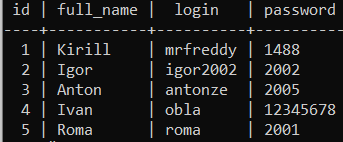 id | full_name | login | password
----+-----------+----------+----------
1 | Kirill | mrfreddy | 1488
2 | Igor | igor2002 | 2002
3 | Anton | antonze | 2005
4 | Ivan | obla | 12345678
5 | Roma | roma | 2001